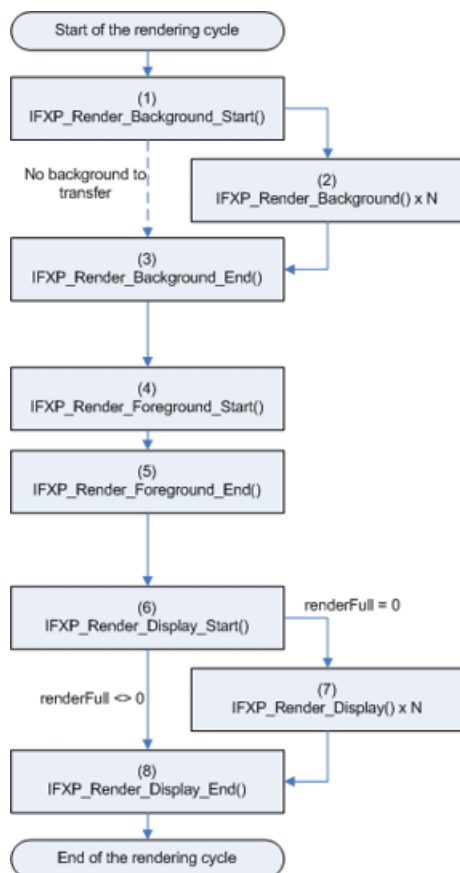 Start of the rendering cycle
(1)
IFXP_Render_Background_Start()
No background to
transfer
(2)
IFXP_Render_Background() x N
(3)
IFXP_Render_Background_End()
(4)
IFXP_Render_Foreground_Start()
(5)
IFXP_Render_Foreground_End()
(6)
IFXP_Render_Display_Start()
renderFull = 0
renderFull <> 0
(7)
IFXP_Render_Display() x N
(8)
IFXP_Render_Display_End()
End of the rendering cycle